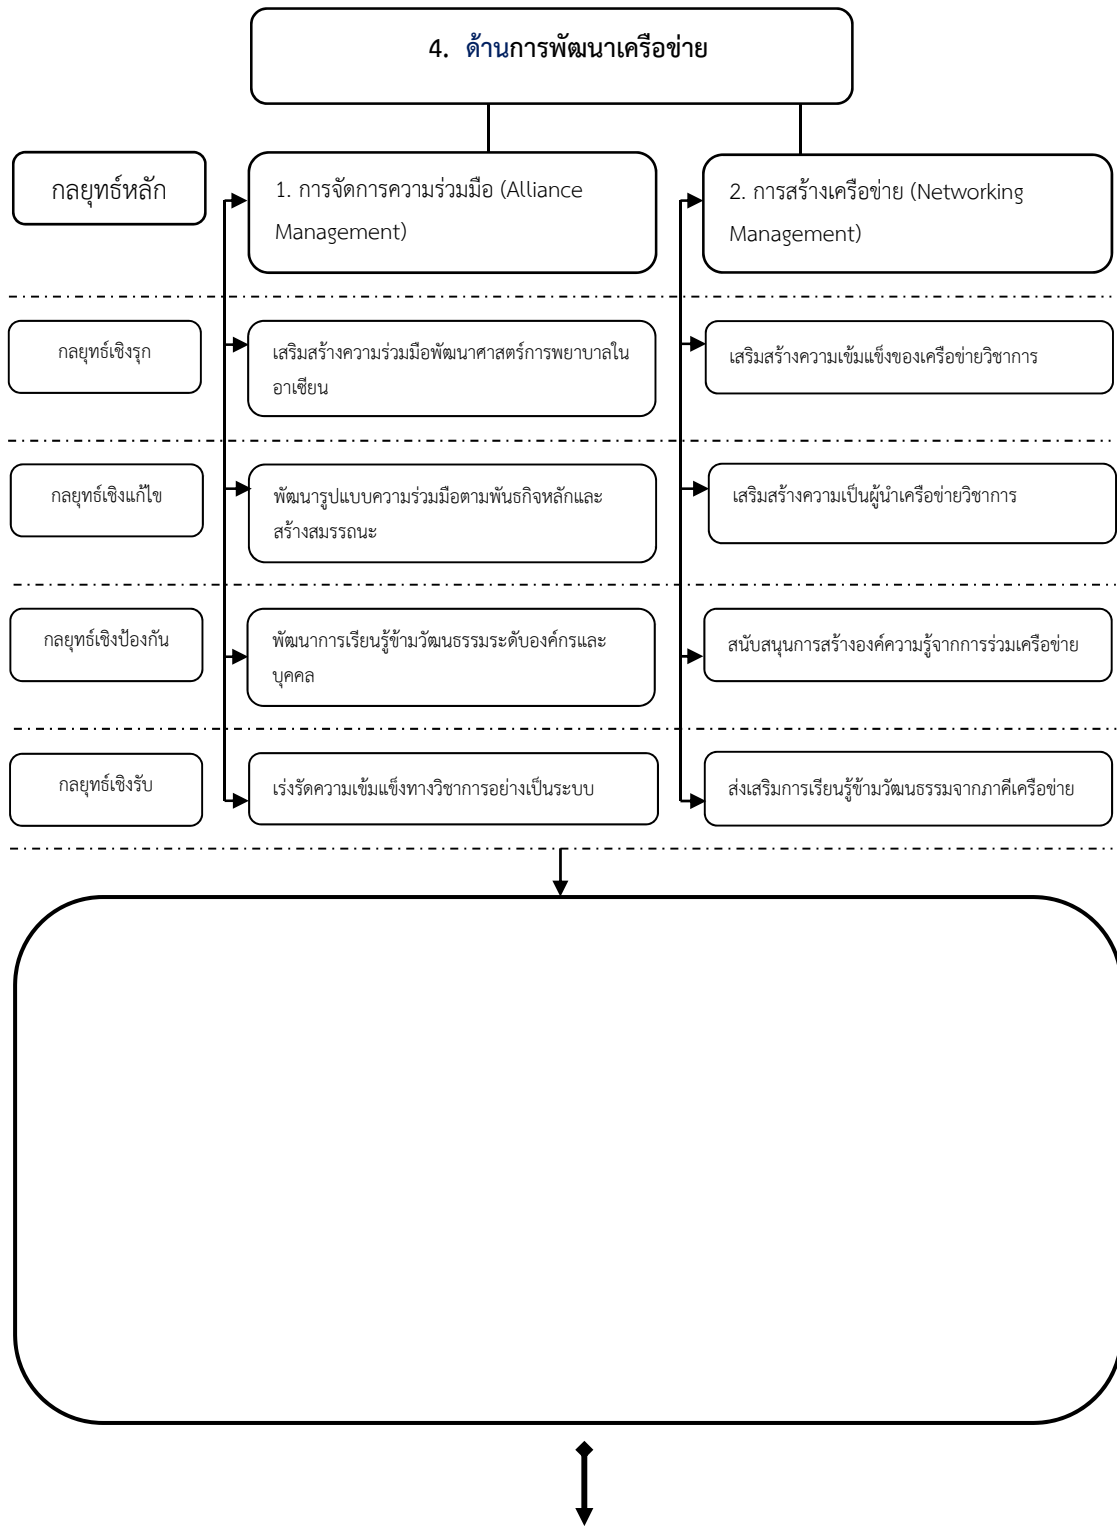 4. ด้านการพัฒนาเครือข่าย
กลยุทธ์หลัก
1. การจัดการความร่วมมือ (Alliance
Management)
2. การสร้างเครือข่าย (Networking
Management)
กลยุทธ์เชิงรุก
เสริมสร้างความร่วมมือพัฒนาศาสตร์การพยาบาลใน
อาเซียน
เสริมสร้างความเข้มแข็งของเครือข่ายวิชาการ
กลยุทธ์เชิงแก้ไข
พัฒนารูปแบบความร่วมมือตามพันธกิจหลักและ
สร้างสมรรถนะ
เสริมสร้างความเป็นผู้นำเครือข่ายวิชาการ
กลยุทธ์เชิงป้องกัน
พัฒนาการเรียนรู้ข้ามวัฒนธรรมระดับองค์กรและ
บุคคล
สนับสนุนการสร้างองค์ความรู้จากการร่วมเครือข่าย
กลยุทธ์เชิงรับ
เร่งรัดความเข้มแข็งทางวิชาการอย่างเป็นระบบ
ส่งเสริมการเรียนรู้ข้ามวัฒนธรรมจากภาคีเครือข่าย